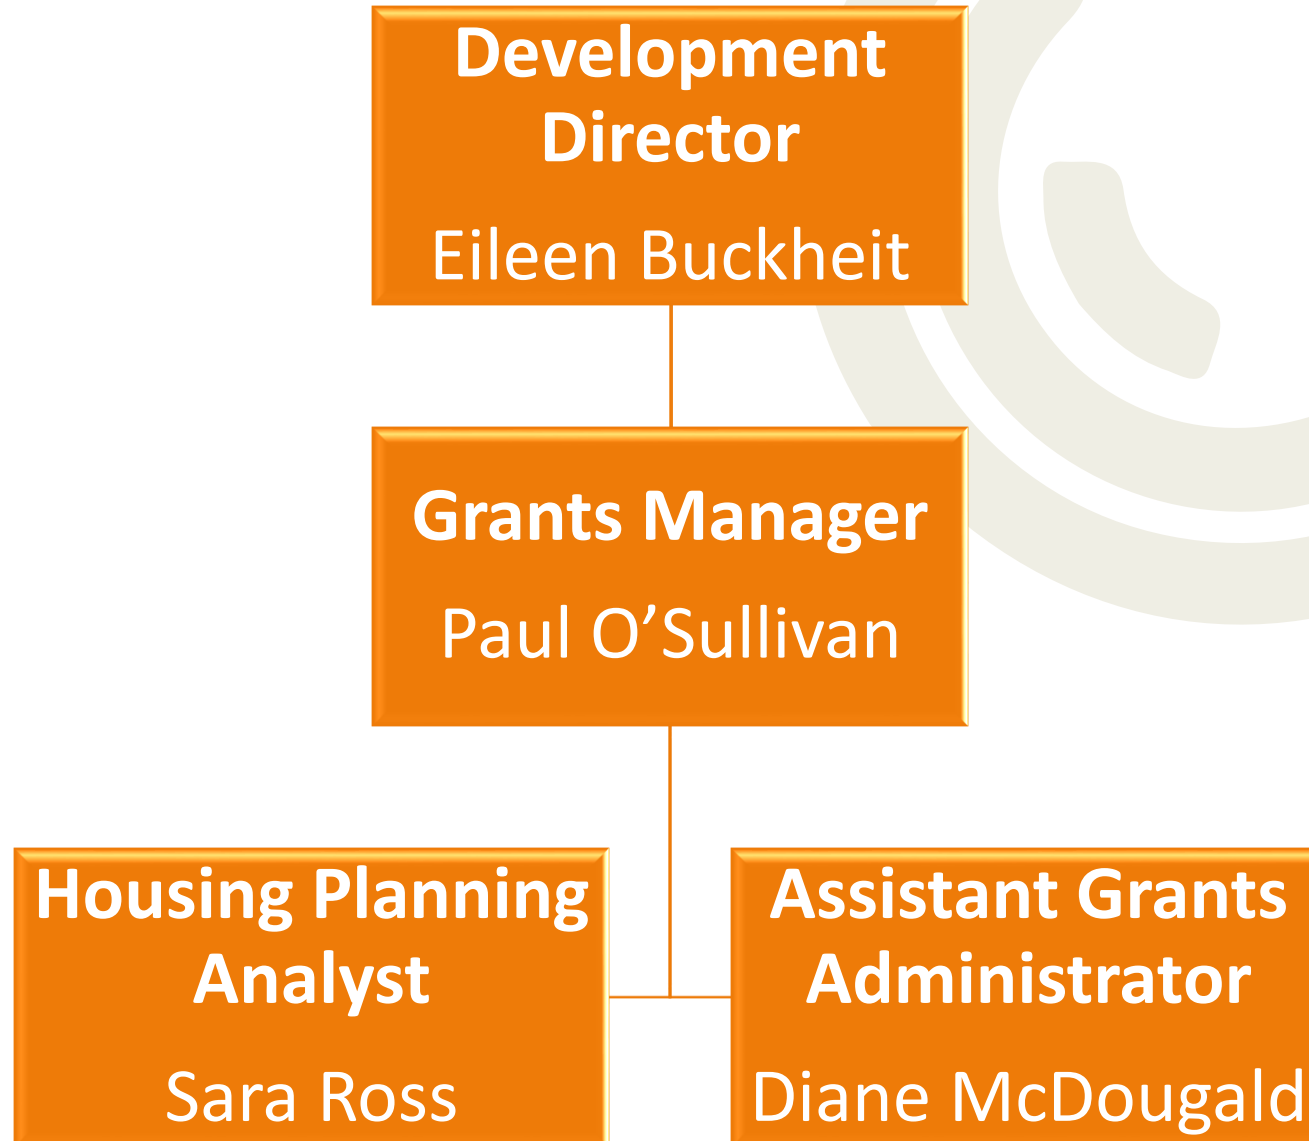 Development
Director
Eileen Buckheit
Grants Manager
Paul O’Sullivan
Housing Planning
Analyst
Sara Ross
Assistant Grants
Administrator
Diane McDougald